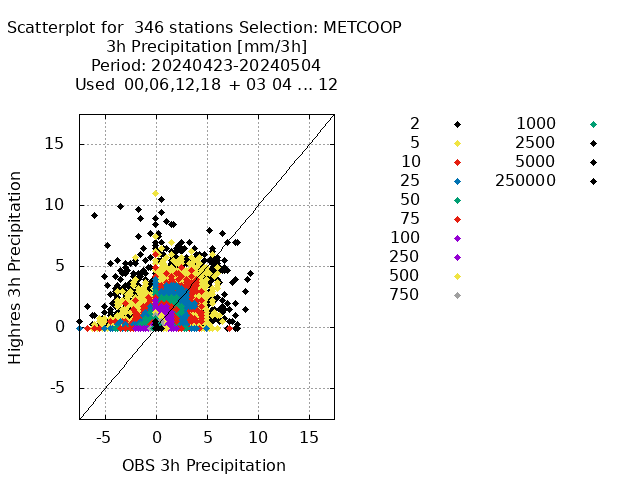 Scatterplot for  346 stations Selection: METCOOP
3h Precipitation [mm/3h]
Period: 20240423-20240504
Used  00,06,12,18  + 03 04 ... 12
15
10
5
0
-5
-5 0 5 10 15
Highres 3h Precipitation
OBS 3h Precipitation
2
5
10
25
50
75
100
250
500
750
1000
2500
5000
250000